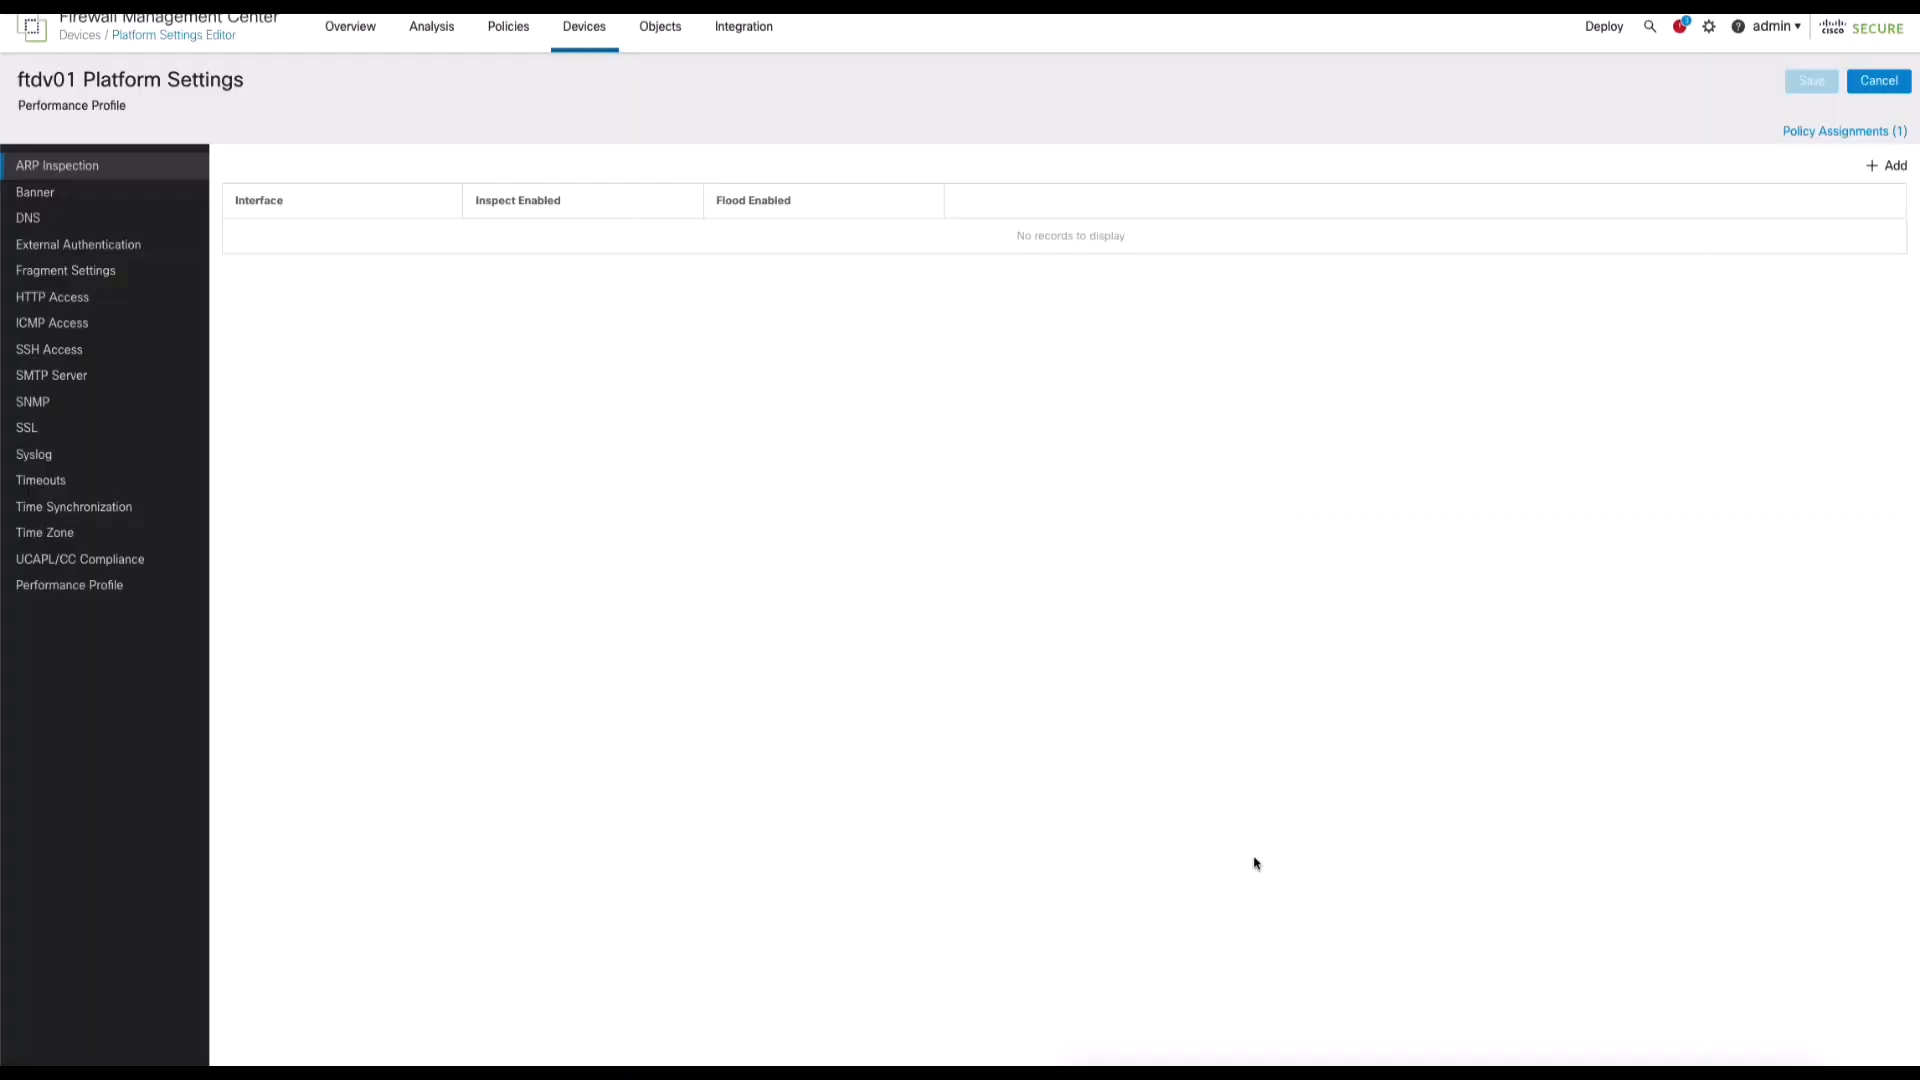 Firewall Management Center
Devices / Platform Settings Editor
Overview
Analysis
Policies
Devices
Objects
Integration
Deploy
3
?
admin
cisco SECURE
ftdv01 Platform Settings
Performance Profile
Save
Cancel
Policy Assignments (1)
ARP Inspection
Banner
DNS
External Authentication
Fragment Settings
HTTP Access
ICMP Access
SSH Access
SMTP Server
SNMP
SSL
Syslog
Timeouts
Time Synchronization
Time Zone
UCAPL/CC Compliance
Performance Profile
+ Add
Interface
Inspect Enabled
Flood Enabled
No records to display